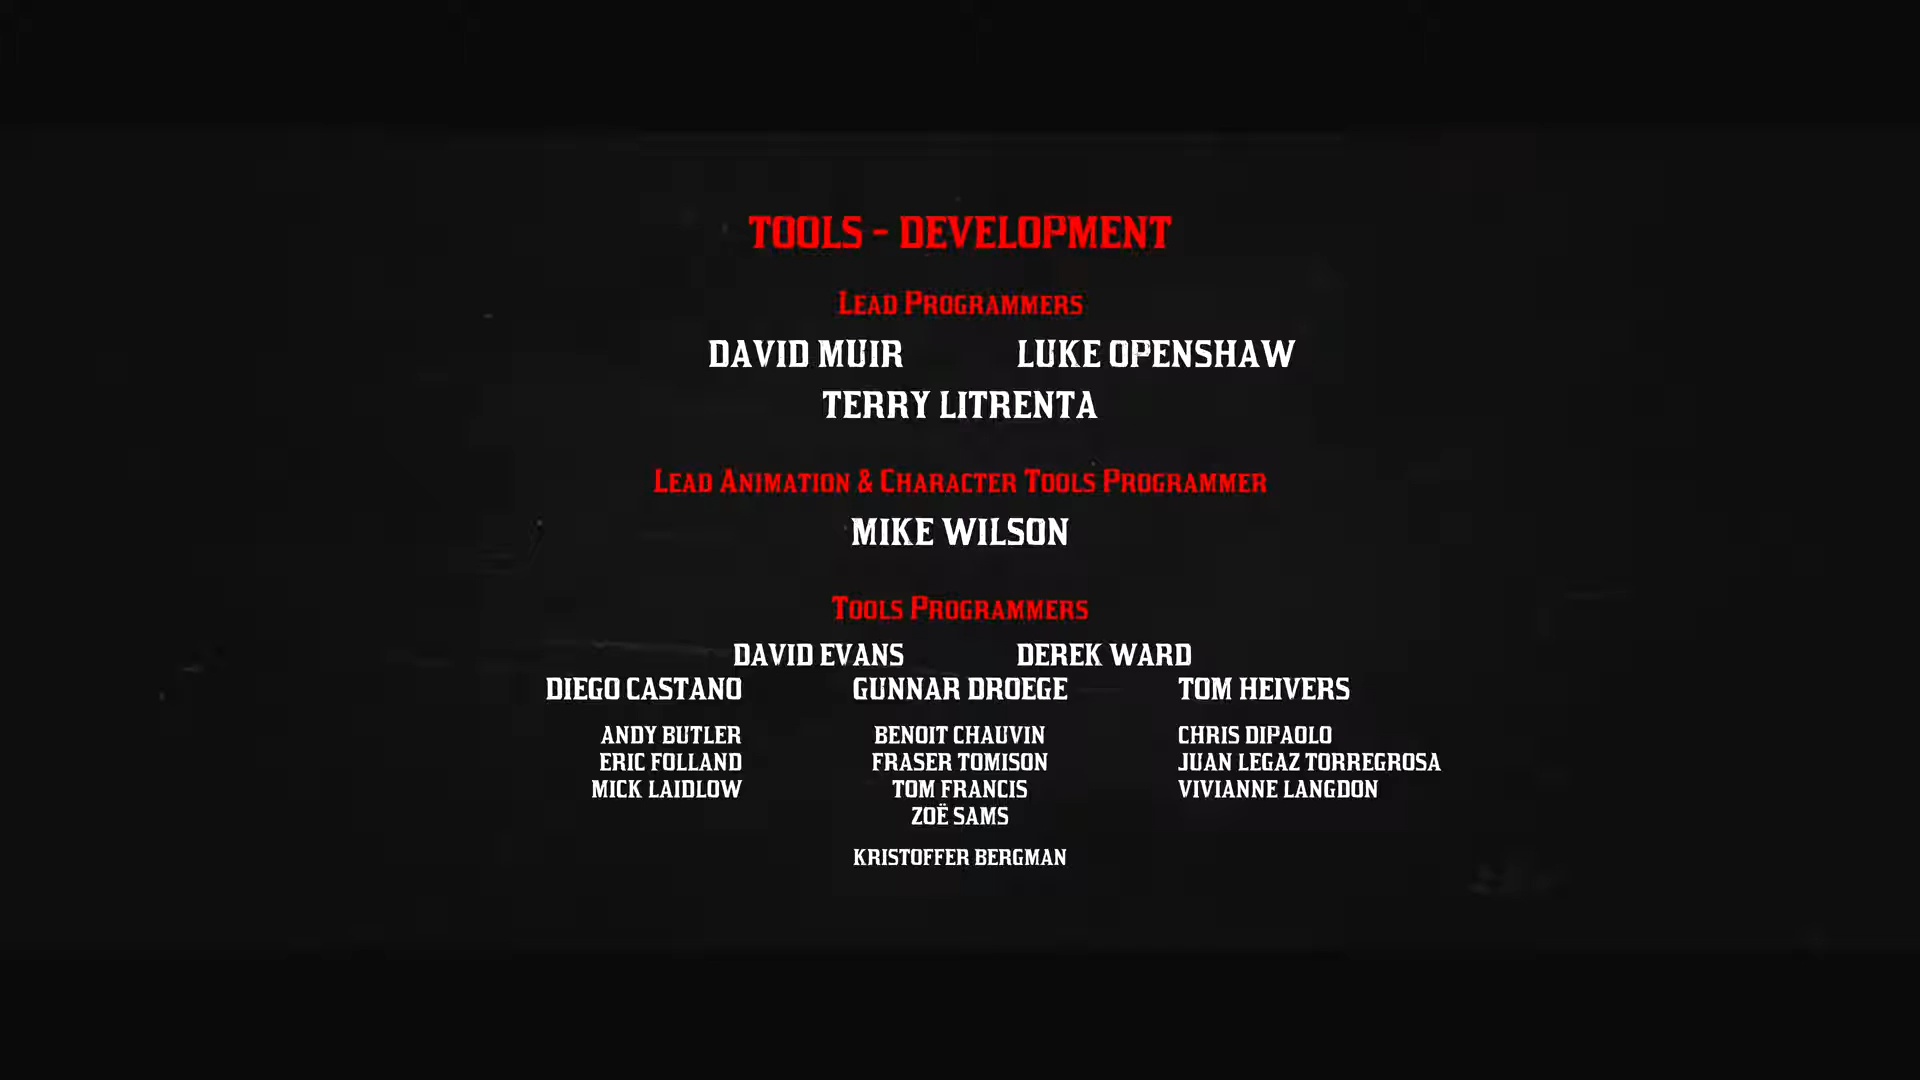 TOOLS - DEVELOPMENT
LEAD PROGRAMMERS
DAVID MUIR LUKE OPENSHAW
TERRY LITRENTA
LEAD ANIMATION & CHARACTER TOOLS PROGRAMMER
MIKE WILSON
TOOLS PROGRAMMERS
DAVID EVANS DEREK WARD
DIEGO CASTANO GUNNAR DROEGE TOM HEIVERS
ANDY BUTLER BENOIT CHAUVIN CHRIS DIPAOLO
ERIC FOLLAND FRASER TOMISON JUAN LEGAZ TORREGROSA
MICK LAIDLOW TOM FRANCIS VIVIANNE LANGDON
ZOË SAMS
KRISTOFFER BERGMAN